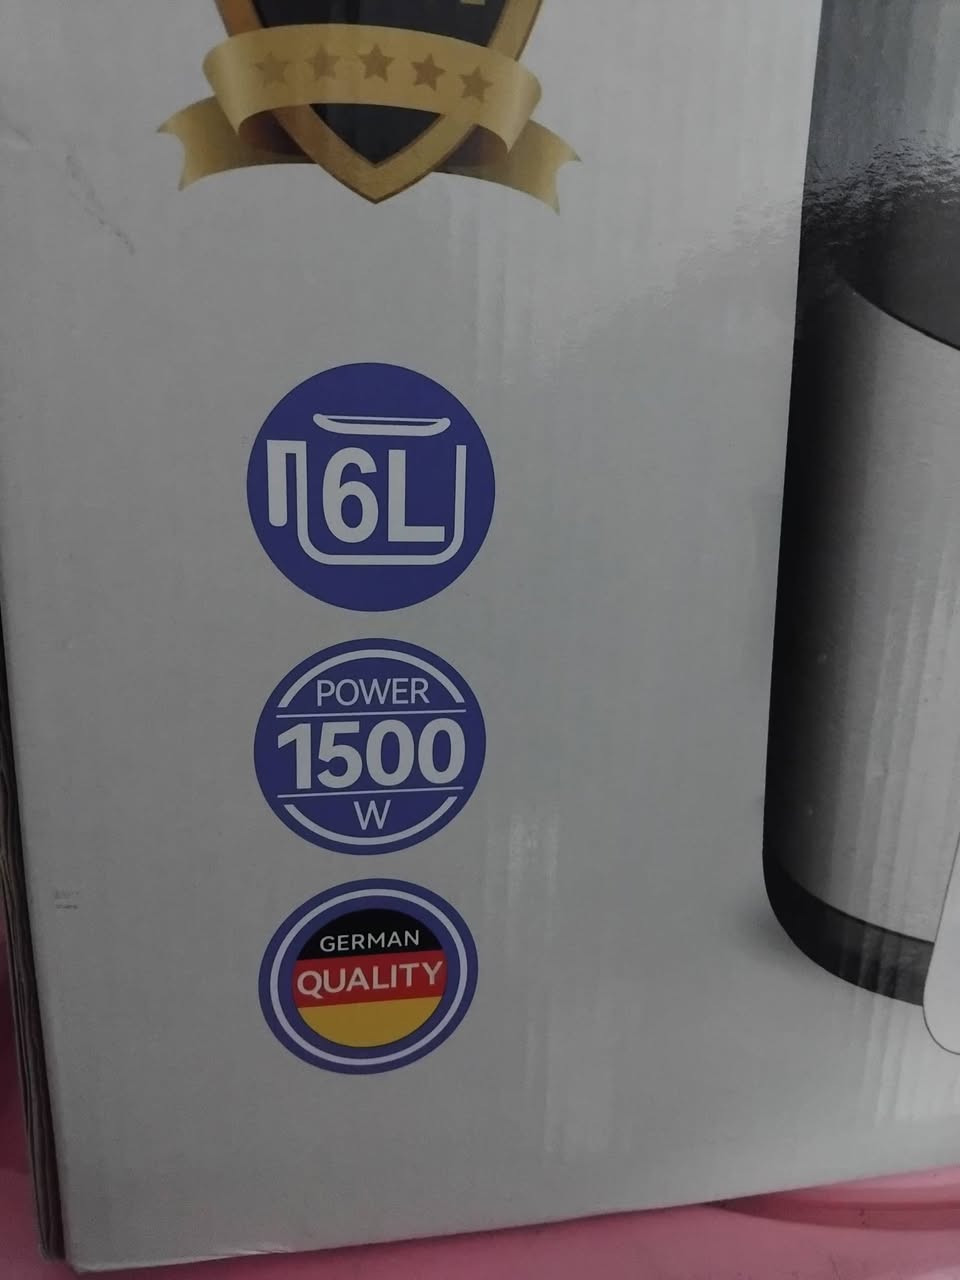 6L
POWER
1500
W
GERMAN
QUALITY